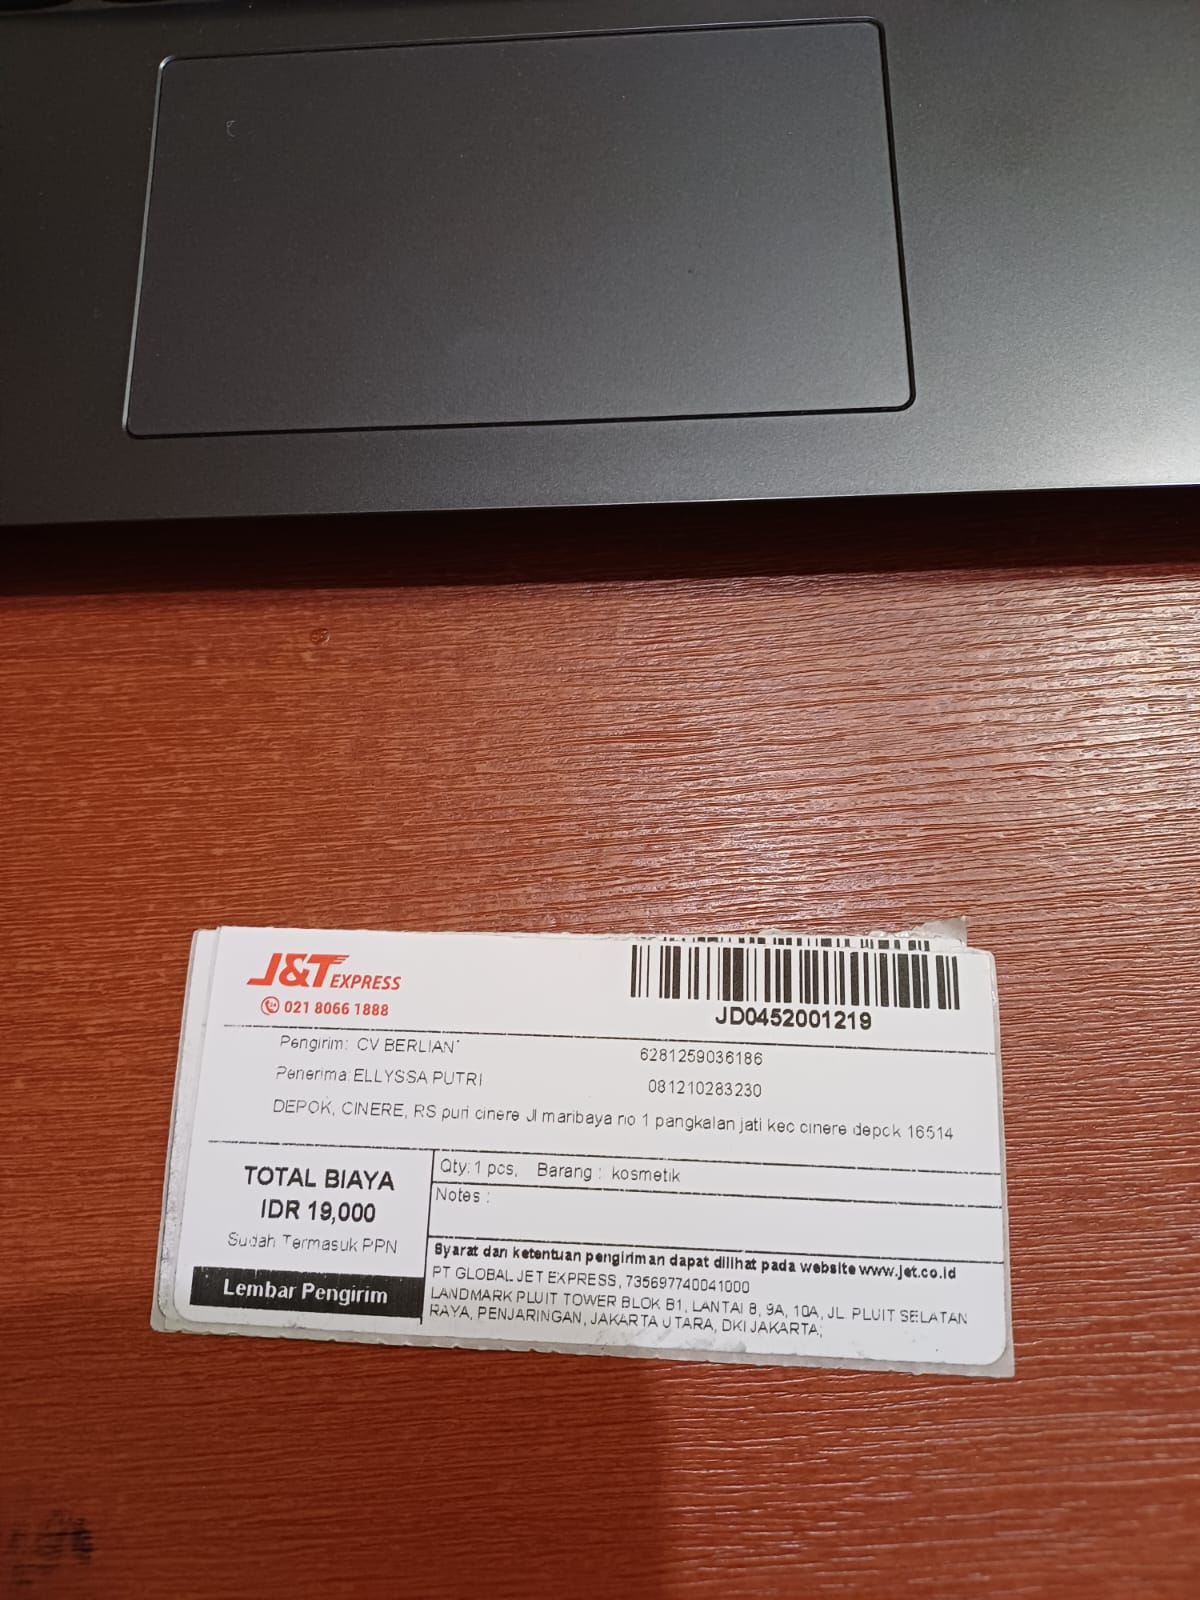 J&T EXPRESS
021 8066 1888
JD0452001219
Pengirim: CV BERLIAN 6281259036186
Penerima: ELLYSSA PUTRI 081210283230
DEPOK, CINERE, RS puri cinere Jl maribaya no 1 pangkalan jati kec cinere depok 16514
TOTAL BIAYA
IDR 19,000
Sudah Termasuk PPN
Lembar Pengirim
Qty: 1 pcs, Barang : kosmetik
Notes :
Syarat dan ketentuan pengiriman dapat dilihat pada website www.jet.co.id
PT GLOBAL JET EXPRESS, 735697740041000
LANDMARK PLUIT TOWER BLOK B1, LANTAI 8, 9A, 10A, JL. PLUIT SELATAN
RAYA, PENJARINGAN, JAKARTA UTARA, DKI JAKARTA;